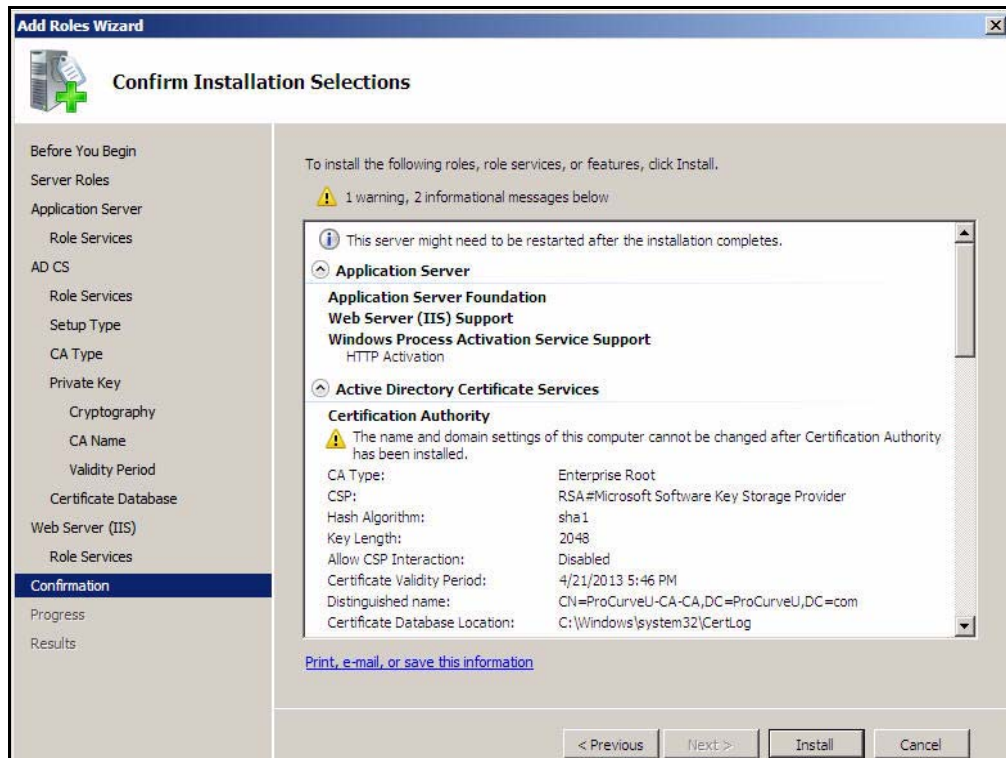 Add Roles Wizard
Confirm Installation Selections
Before You Begin
Server Roles
Application Server
Role Services
AD CS
Role Services
Setup Type
CA Type
Private Key
Cryptography
CA Name
Validity Period
Certificate Database
Web Server (IIS)
Role Services
Confirmation
Progress
Results
To install the following roles, role services, or features, click Install.
1 warning, 2 informational messages below
This server might need to be restarted after the installation completes.
Application Server
Application Server Foundation
Web Server (IIS) Support
Windows Process Activation Service Support
HTTP Activation
Active Directory Certificate Services
Certification Authority
The name and domain settings of this computer cannot be changed after Certification Authority
has been installed.
CA Type: Enterprise Root
CSP: RSA#Microsoft Software Key Storage Provider
Hash Algorithm: sha1
Key Length: 2048
Allow CSP Interaction: Disabled
Certificate Validity Period: 4/21/2013 5:46 PM
Distinguished name: CN=ProCurveU-CA-CA,DC=ProCurveU,DC=com
Certificate Database Location: C:\Windows\system32\CertLog
Print, e-mail, or save this information
< Previous Next > Install Cancel